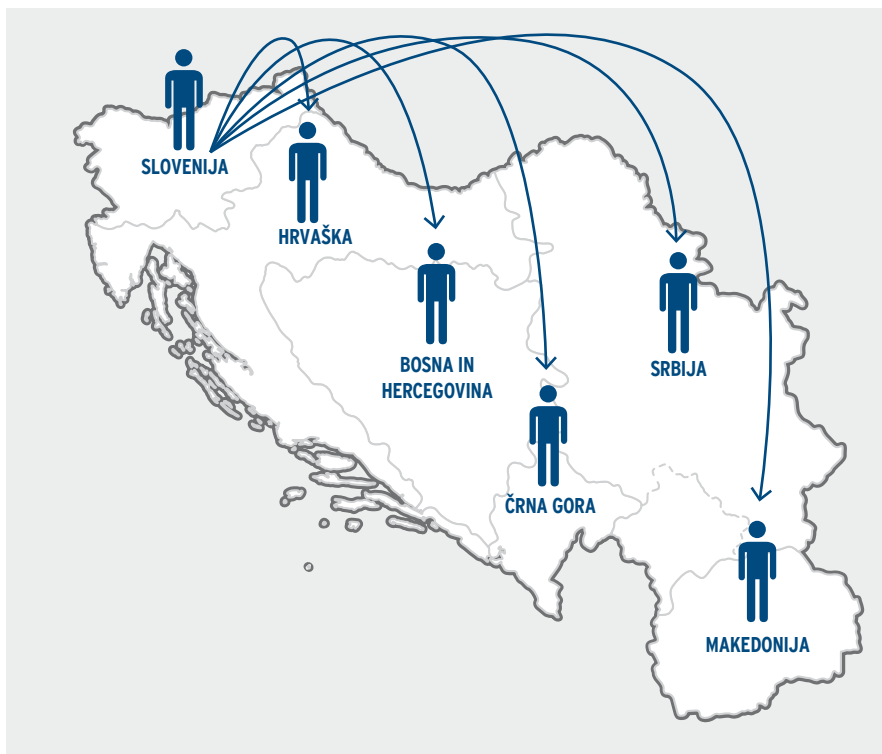 SLOVENIJA
HRVAŠKA
BOSNA IN
HERCEGOVINA
SRBIJA
ČRNA GORA
MAKEDONIJA